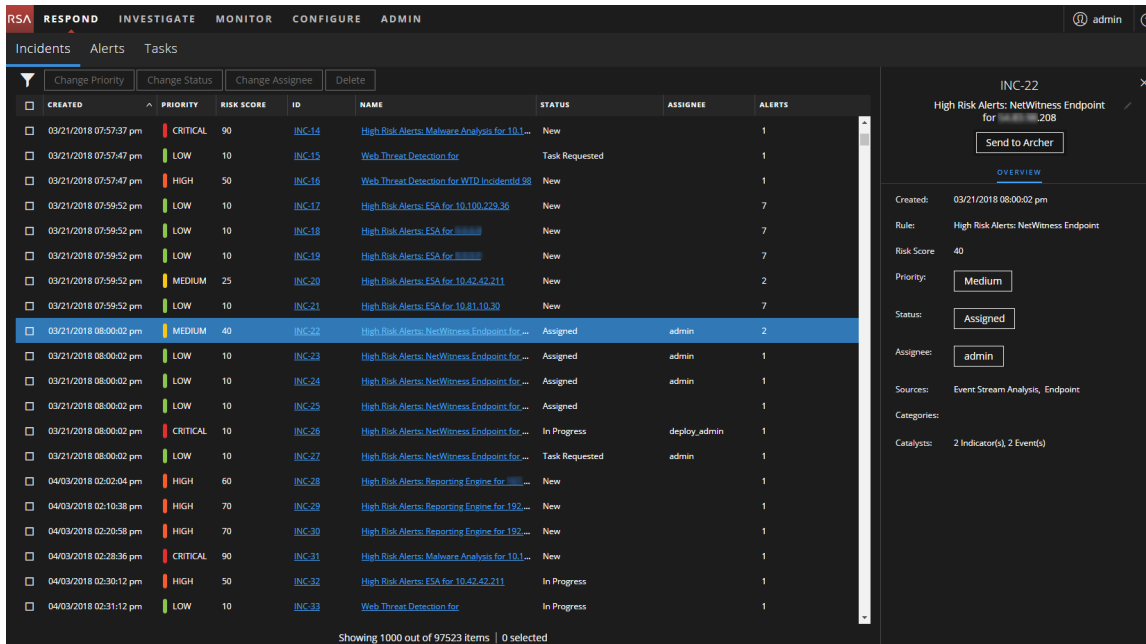 RSA RESPOND INVESTIGATE MONITOR CONFIGURE ADMIN admin
Incidents Alerts Tasks
Change Priority Change Status Change Assignee Delete
CREATED PRIORITY RISK SCORE ID NAME STATUS ASSIGNEE ALERTS
03/21/2018 07:57:37 pm CRITICAL 90 INC-14 High Risk Alerts: Malware Analysis for 10.1... New 1
03/21/2018 07:57:47 pm LOW 10 INC-15 Web Threat Detection for Task Requested 1
03/21/2018 07:57:47 pm HIGH 50 INC-16 Web Threat Detection for WTD IncidentId 98 New 1
03/21/2018 07:59:52 pm LOW 10 INC-17 High Risk Alerts: ESA for 10.100.229.36 New 7
03/21/2018 07:59:52 pm LOW 10 INC-18 High Risk Alerts: ESA for New 7
03/21/2018 07:59:52 pm LOW 10 INC-19 High Risk Alerts: ESA for New 7
03/21/2018 07:59:52 pm MEDIUM 25 INC-20 High Risk Alerts: ESA for 10.42.42.211 New 2
03/21/2018 07:59:52 pm LOW 10 INC-21 High Risk Alerts: ESA for 10.81.10.30 New 7
03/21/2018 08:00:02 pm MEDIUM 40 INC-22 High Risk Alerts: NetWitness Endpoint for ... Assigned admin 2
03/21/2018 08:00:02 pm LOW 10 INC-23 High Risk Alerts: NetWitness Endpoint for ... Assigned admin 1
03/21/2018 08:00:02 pm LOW 10 INC-24 High Risk Alerts: NetWitness Endpoint for ... Assigned admin 1
03/21/2018 08:00:02 pm LOW 10 INC-25 High Risk Alerts: NetWitness Endpoint for ... Assigned 1
03/21/2018 08:00:02 pm CRITICAL 10 INC-26 High Risk Alerts: NetWitness Endpoint for ... In Progress deploy_admin 1
03/21/2018 08:00:02 pm LOW 10 INC-27 High Risk Alerts: NetWitness Endpoint for ... Task Requested admin 1
04/03/2018 02:02:04 pm HIGH 60 INC-28 High Risk Alerts: Reporting Engine for ... New 1
04/03/2018 02:10:38 pm HIGH 70 INC-29 High Risk Alerts: Reporting Engine for 192.... New 1
04/03/2018 02:20:58 pm HIGH 70 INC-30 High Risk Alerts: Reporting Engine for 192.... New 1
04/03/2018 02:28:36 pm CRITICAL 90 INC-31 High Risk Alerts: Malware Analysis for 10.1... New 1
04/03/2018 02:30:12 pm HIGH 50 INC-32 High Risk Alerts: ESA for 10.42.42.211 In Progress 1
04/03/2018 02:31:12 pm LOW 10 INC-33 Web Threat Detection for In Progress 1
Showing 1000 out of 97523 items | 0 selected
INC-22
High Risk Alerts: NetWitness Endpoint
for .208
Send to Archer
OVERVIEW
Created: 03/21/2018 08:00:02 pm
Rule: High Risk Alerts: NetWitness Endpoint
Risk Score 40
Priority: Medium
Status: Assigned
Assignee: admin
Sources: Event Stream Analysis, Endpoint
Categories:
Catalysts: 2 Indicator(s), 2 Event(s)